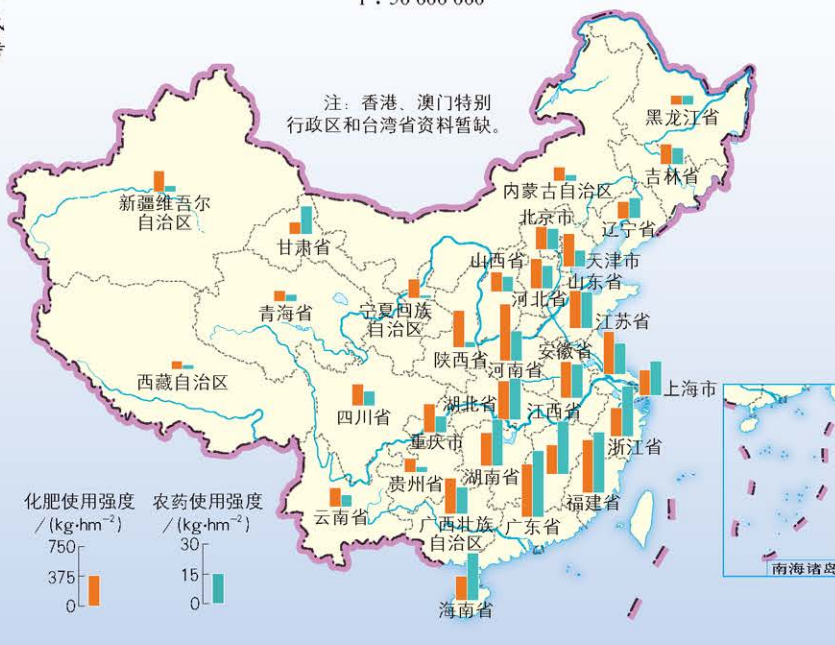 1 : 50 000 000
注：香港、澳门特别
行政区和台湾省资料暂缺。
黑龙江省
吉林省
内蒙古自治区
辽宁省
新疆维吾尔
自治区
北京市
甘肃省
山西省
天津市
山东省
河北省
青海省
宁夏回族
自治区
江苏省
陕西省
河南省
安徽省
西藏自治区
上海市
四川省
湖北省
江西省
重庆市
浙江省
湖南省
贵州省
福建省
云南省
广西壮族
自治区
广东省
海南省
化肥使用强度
/(kg·hm⁻²)
750
375
0
农药使用强度
/(kg·hm⁻²)
30
15
0
南海诸岛